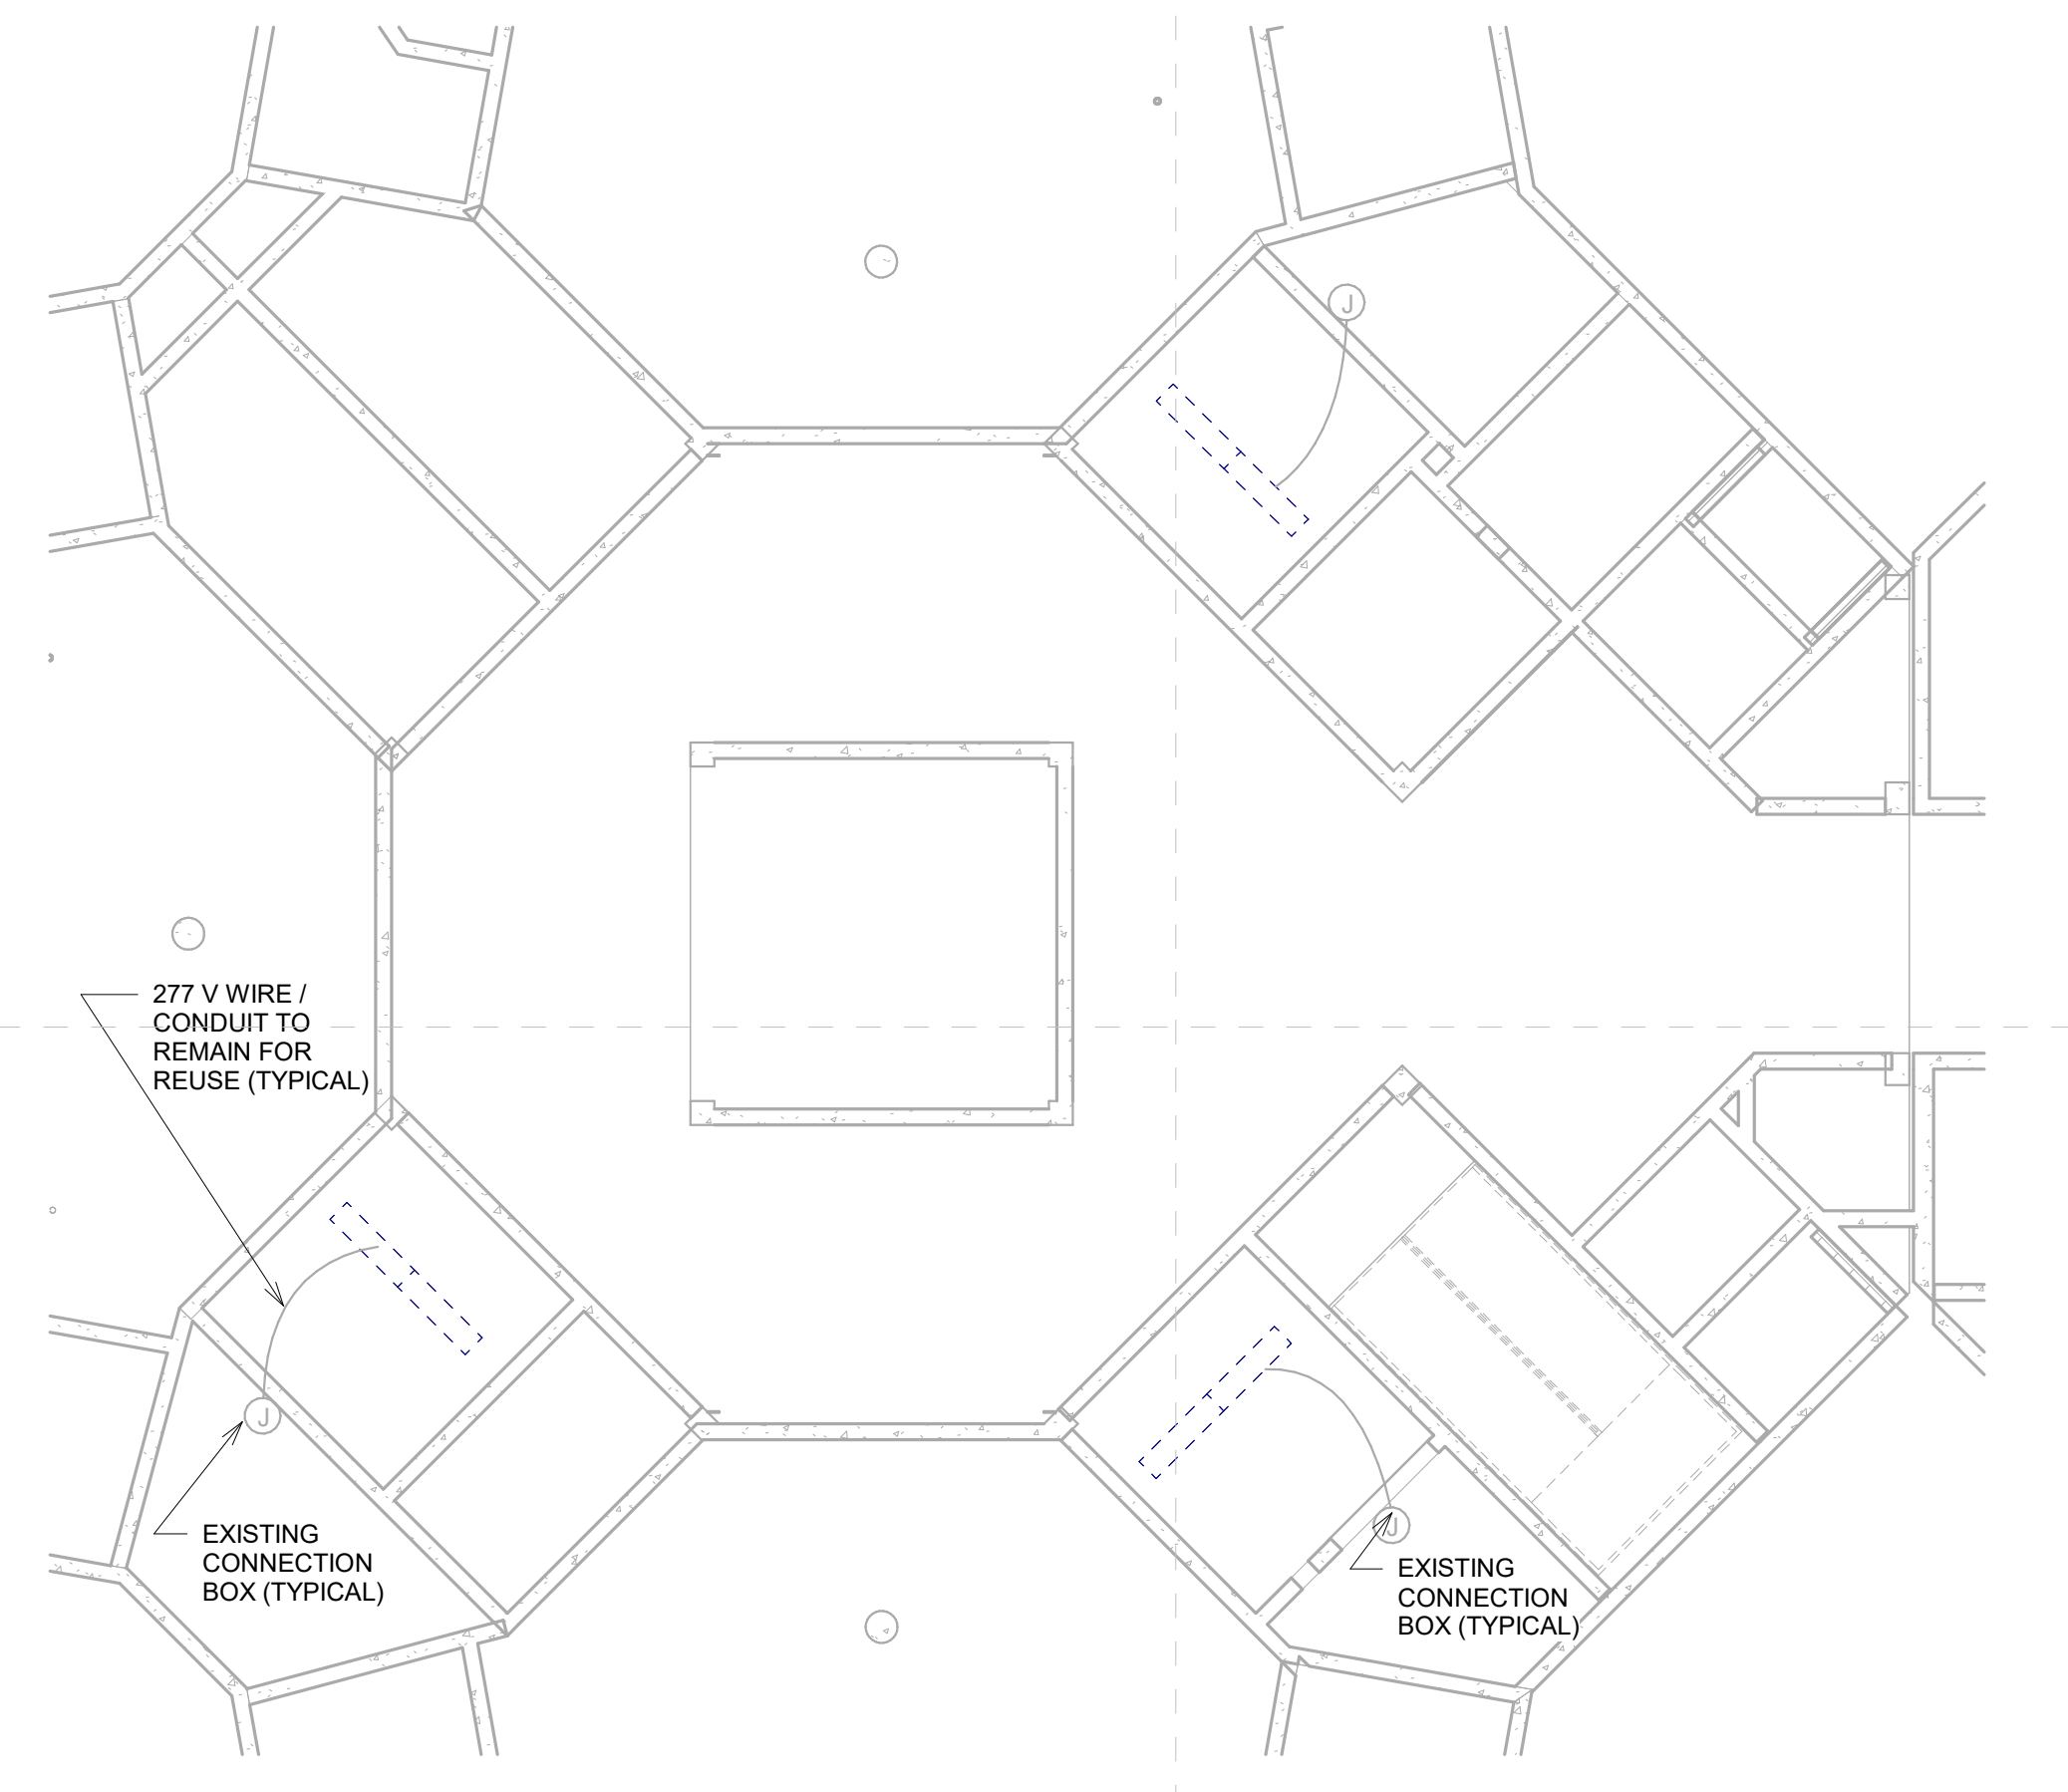 J
277 V WIRE /
CONDUIT TO
REMAIN FOR
REUSE (TYPICAL)
J
EXISTING
CONNECTION
BOX (TYPICAL)
J
EXISTING
CONNECTION
BOX (TYPICAL)